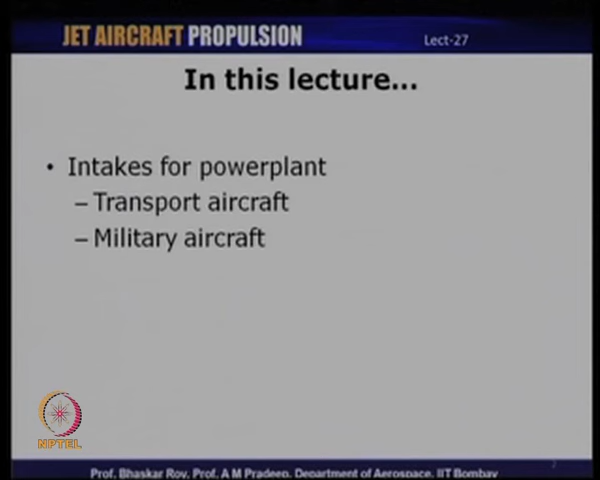 JET AIRCRAFT PROPULSION
Lect-27
In this lecture...
• Intakes for powerplant
– Transport aircraft
– Military aircraft
NPTEL
2
Prof. Bhaskar Roy, Prof. A M Pradeep, Department of Aerospace, IIT Bombay